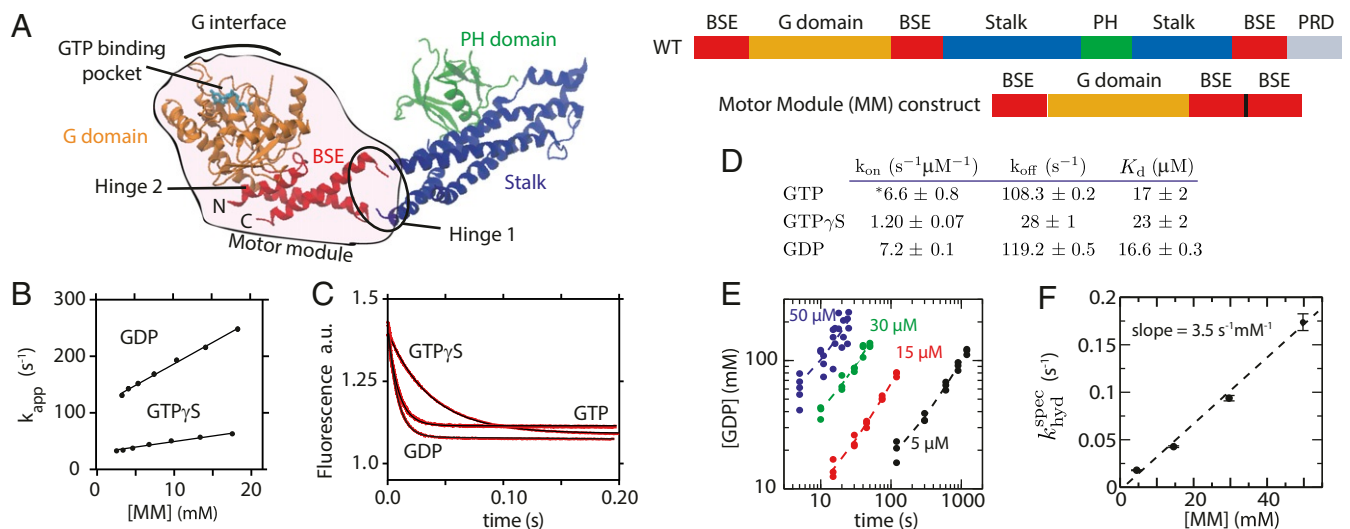 A
G interface
GTP binding
pocket
PH domain
G domain
BSE
Stalk
Hinge 2
N
C
Hinge 1
Motor module
BSE G domain BSE Stalk PH Stalk BSE PRD
WT
BSE G domain BSE BSE
Motor Module (MM) construct
D
kon (s⁻¹μM⁻¹) koff (s⁻¹) Kd (μM)
GTP *6.6 ± 0.8 108.3 ± 0.2 17 ± 2
GTPγS 1.20 ± 0.07 28 ± 1 23 ± 2
GDP 7.2 ± 0.1 119.2 ± 0.5 16.6 ± 0.3
B
kapp (s⁻¹)
300
250
200
150
100
50
0
GDP
GTPγS
0 10 20
[MM] (mM)
C
Fluorescence a.u.
1.5
1.25
1.0
GTPγS
GTP
GDP
0.0 0.10 0.20
time (s)
E
[GDP] (mM)
100
10
50 μM
30 μM
15 μM
5 μM
10 100 1000
time (s)
F
k hyd spec (s⁻¹)
0.2
0.15
0.1
0.05
0
slope = 3.5 s⁻¹mM⁻¹
0 20 40
[MM] (mM)